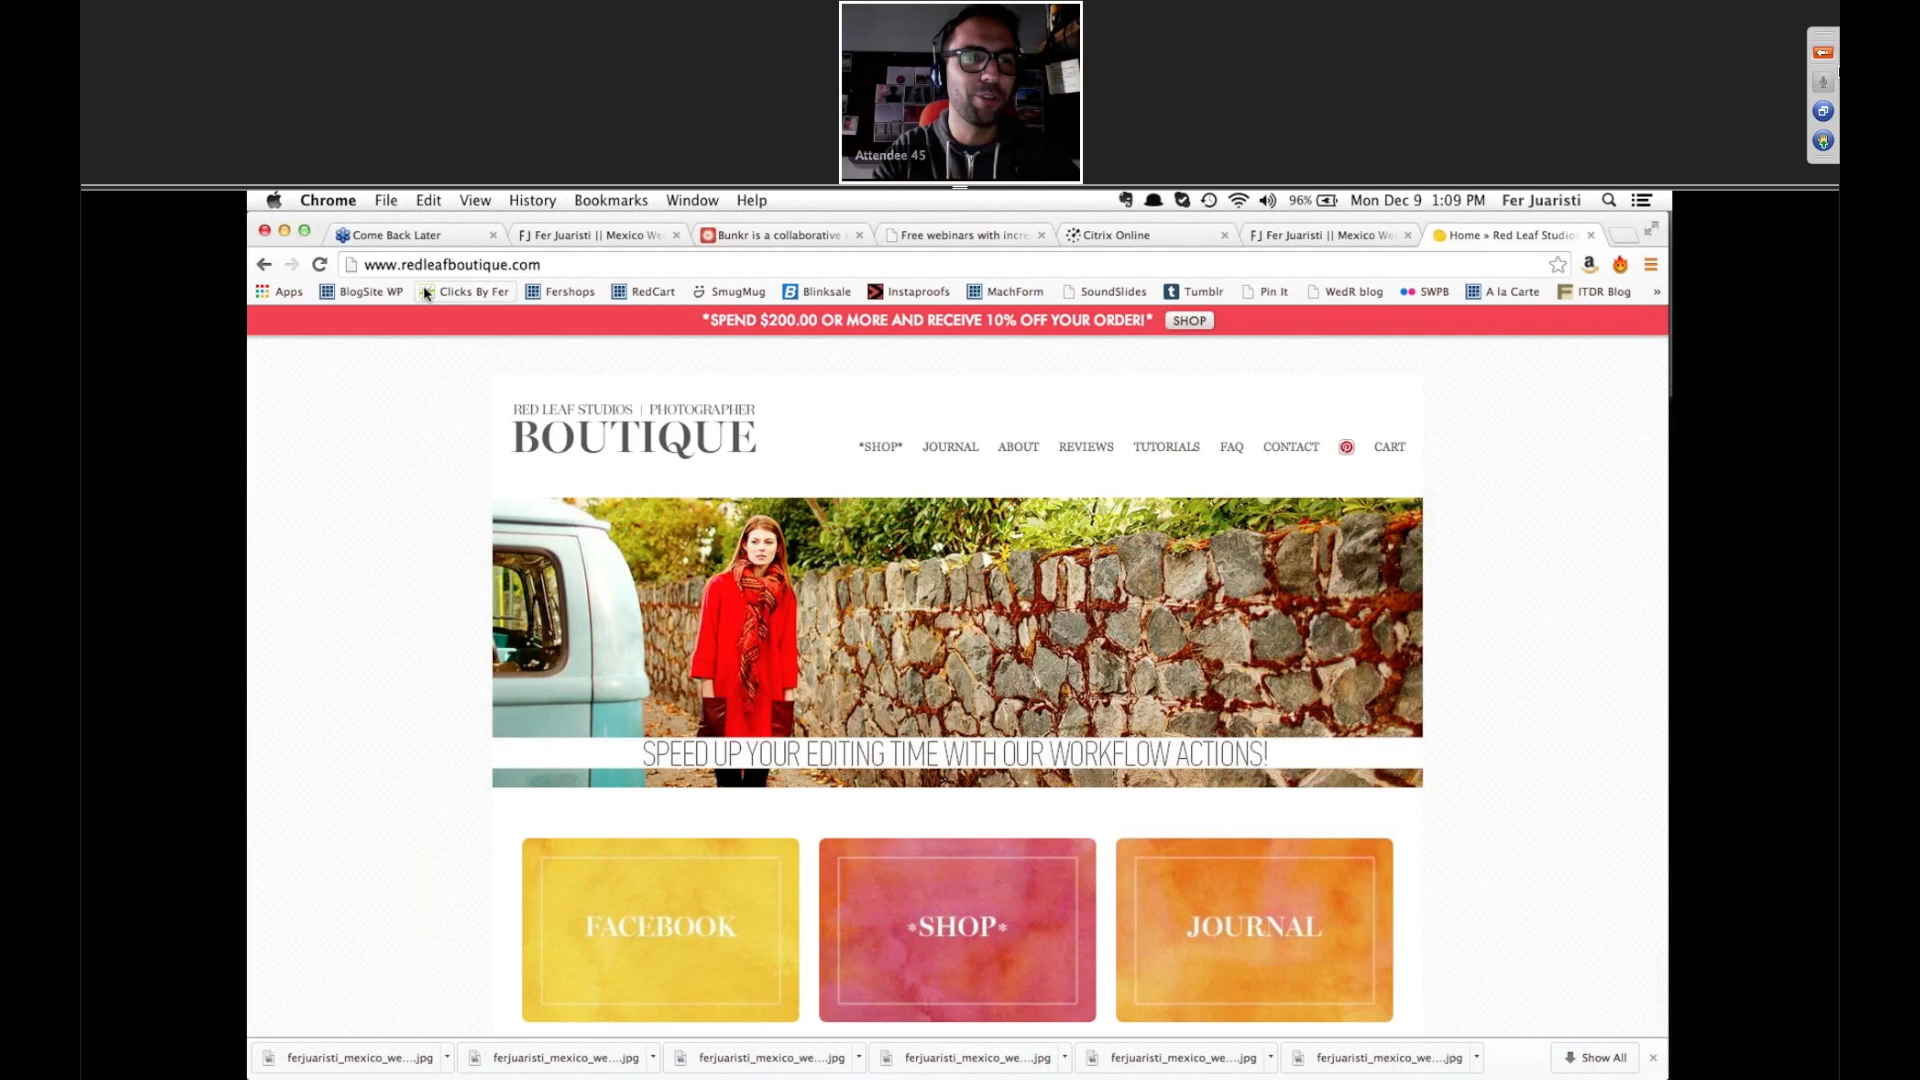 Attendee 45
Chrome File Edit View History Bookmarks Window Help 96% Mon Dec 9 1:09 PM Fer Juaristi
Come Back Later FJ Fer Juaristi || Mexico We Bunkr is a collaborative Free webinars with incre Citrix Online FJ Fer Juaristi || Mexico We Home » Red Leaf Studio
www.redleafboutique.com
Apps BlogSite WP Clicks By Fer Fershops RedCart SmugMug Blinksale Instaproofs MachForm SoundSlides Tumblr Pin It WedR blog SWPB A la Carte ITDR Blog »
*SPEND $200.00 OR MORE AND RECEIVE 10% OFF YOUR ORDER!* SHOP
RED LEAF STUDIOS | PHOTOGRAPHER
BOUTIQUE
*SHOP* JOURNAL ABOUT REVIEWS TUTORIALS FAQ CONTACT CART
SPEED UP YOUR EDITING TIME WITH OUR WORKFLOW ACTIONS!
FACEBOOK *SHOP* JOURNAL
ferjuaristi_mexico_we....jpg ferjuaristi_mexico_we....jpg ferjuaristi_mexico_we....jpg ferjuaristi_mexico_we....jpg ferjuaristi_mexico_we....jpg ferjuaristi_mexico_we....jpg Show All